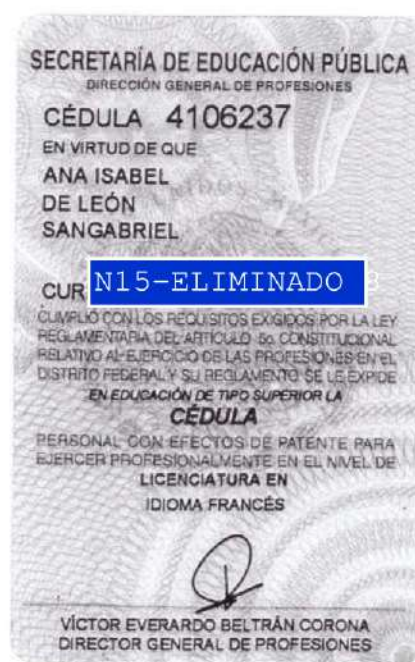 SECRETARÍA DE EDUCACIÓN PÚBLICA
DIRECCIÓN GENERAL DE PROFESIONES
CÉDULA 4106237
EN VIRTUD DE QUE
ANA ISABEL
DE LEÓN
SANGABRIEL
CUR N15-ELIMINADO 8
CUMPLIÓ CON LOS REQUISITOS EXIGIDOS POR LA LEY
REGLAMENTARIA DEL ARTÍCULO 5o. CONSTITUCIONAL
RELATIVO AL EJERCICIO DE LAS PROFESIONES EN EL
DISTRITO FEDERAL Y SU REGLAMENTO SE LE EXPIDE
EN EDUCACIÓN DE TIPO SUPERIOR LA
CÉDULA
PERSONAL CON EFECTOS DE PATENTE PARA
EJERCER PROFESIONALMENTE EN EL NIVEL DE
LICENCIATURA EN
IDIOMA FRANCÉS
VÍCTOR EVERARDO BELTRÁN CORONA
DIRECTOR GENERAL DE PROFESIONES